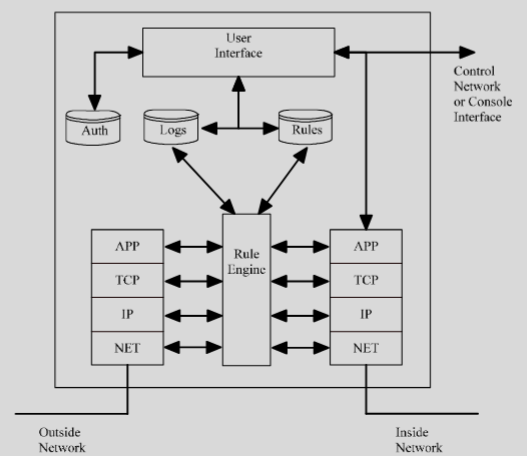 User
Interface
Control
Network
or Console
Interface
Auth
Logs
Rules
APP
TCP
IP
NET
Rule
Engine
APP
TCP
IP
NET
Outside
Network
Inside
Network